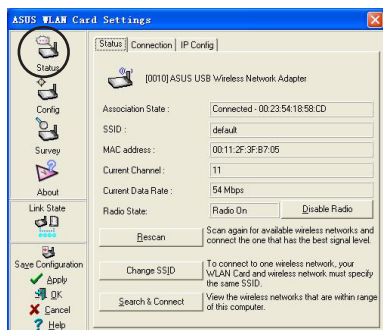 ASUS WLAN Card Settings
Status
Config
Survey
About
Link State
Save Configuration
Apply
OK
Cancel
Help
Status Connection IP Config
[0010] ASUS USB Wireless Network Adapter
Association State : Connected - 00:23:54:18:58:CD
SSID : default
MAC address : 00:11:2F:3F:B7:05
Current Channel : 11
Current Data Rate : 54 Mbps
Radio State: Radio On Disable Radio
Rescan
Scan again for available wireless networks and
connect the one that has the best signal level.
Change SSID
To connect to one wireless network, your
WLAN Card and wireless network must specify
the same SSID.
Search & Connect
View the wireless networks that are within range
of this computer.